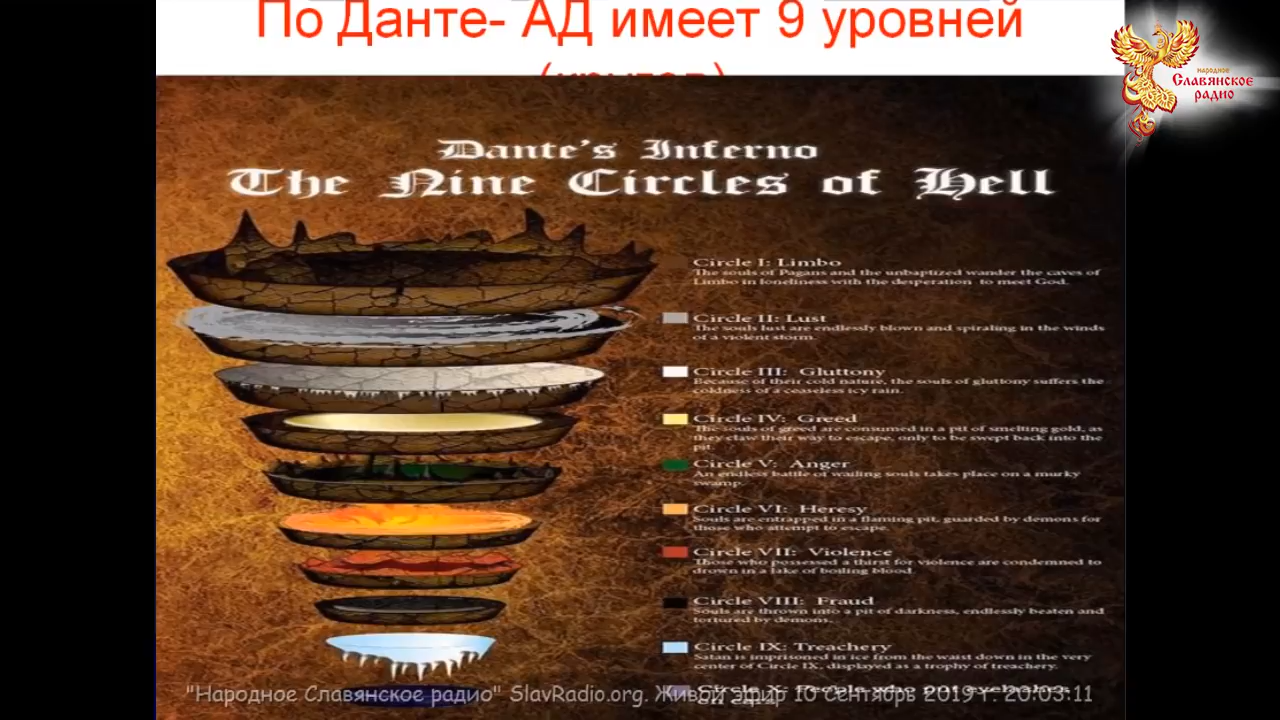 По Данте- АД имеет 9 уровней
народное
Славянское
радио
Dante's Inferno
The Nine Circles of Hell
Circle I: Limbo
The souls of Pagans and the unbaptized wander the caves of
Limbo in loneliness with the desperation to meet God.
Circle II: Lust
The souls lust are endlessly blown and spiraling in the winds
of a violent storm.
Circle III: Gluttony
Because of their cold nature, the souls of gluttony suffers the
coldness of a ceaseless icy rain.
Circle IV: Greed
The souls of greed are consumed in a pit of smelting gold, as
they claw their way to escape, only to be swept back into the
pit.
Circle V: Anger
An endless battle of wailing souls takes place on a murky
swamp.
Circle VI: Heresy
Souls are entrapped in a flaming pit, guarded by demons for
those who attempt to escape.
Circle VII: Violence
Those who possessed a thirst for violence are condemned to
drown in a lake of boiling blood.
Circle VIII: Fraud
Souls are thrown into a pit of darkness, endlessly beaten and
tortured by demons.
Circle IX: Treachery
Satan is imprisoned in ice from the waist down in the very
center of Circle IX, displayed as a trophy of treachery.
Circle X: People who put eyelashes
on cars
"Народное Славянское радио" SlavRadio.org. Живой эфир 10 сентябрь 2019 г. 20:03:11